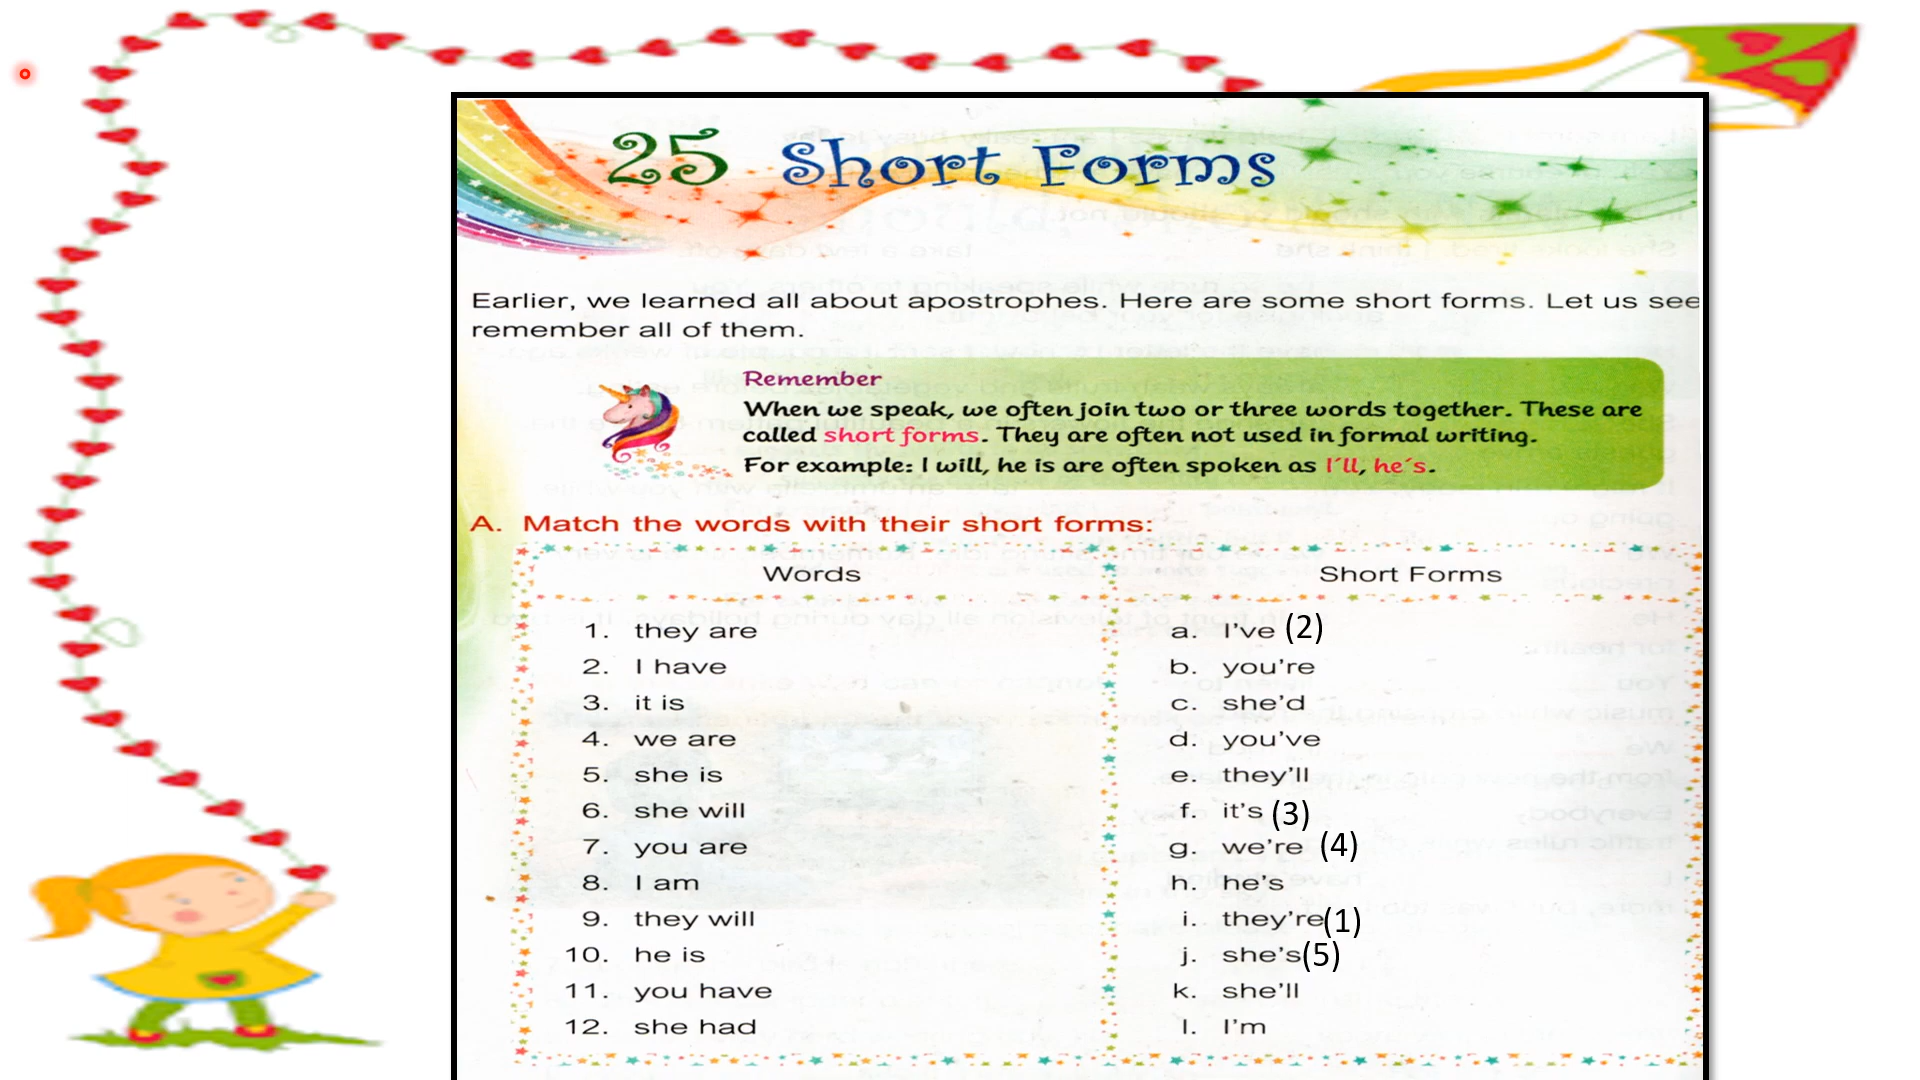 25 Short Forms
Earlier, we learned all about apostrophes. Here are some short forms. Let us see
remember all of them.
Remember
When we speak, we often join two or three words together. These are
called short forms. They are often not used in formal writing.
For example: I will, he is are often spoken as I´ll, he´s.
A. Match the words with their short forms:
Words Short Forms
1. they are a. I've (2)
2. I have b. you're
3. it is c. she'd
4. we are d. you've
5. she is e. they'll
6. she will f. it's (3)
7. you are g. we're (4)
8. I am h. he's
9. they will i. they're(1)
10. he is j. she's(5)
11. you have k. she'll
12. she had l. I'm